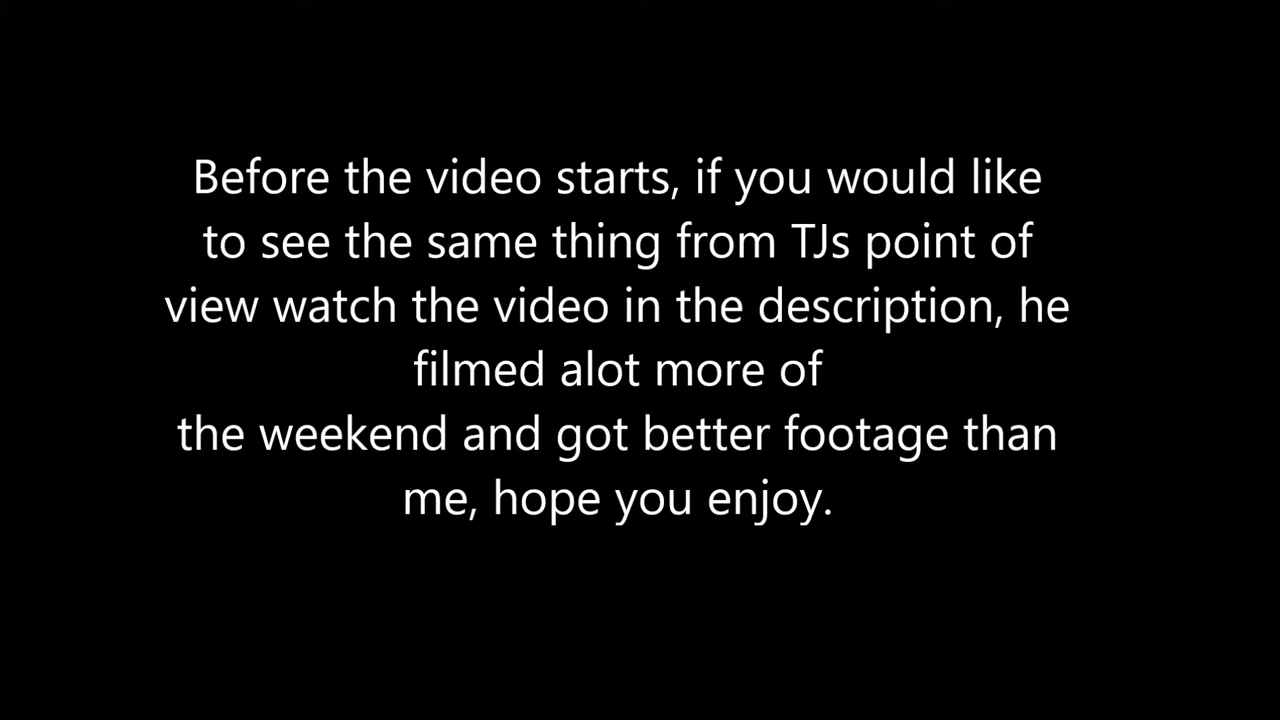 Before the video starts, if you would like
to see the same thing from TJs point of
view watch the video in the description, he
filmed alot more of
the weekend and got better footage than
me, hope you enjoy.